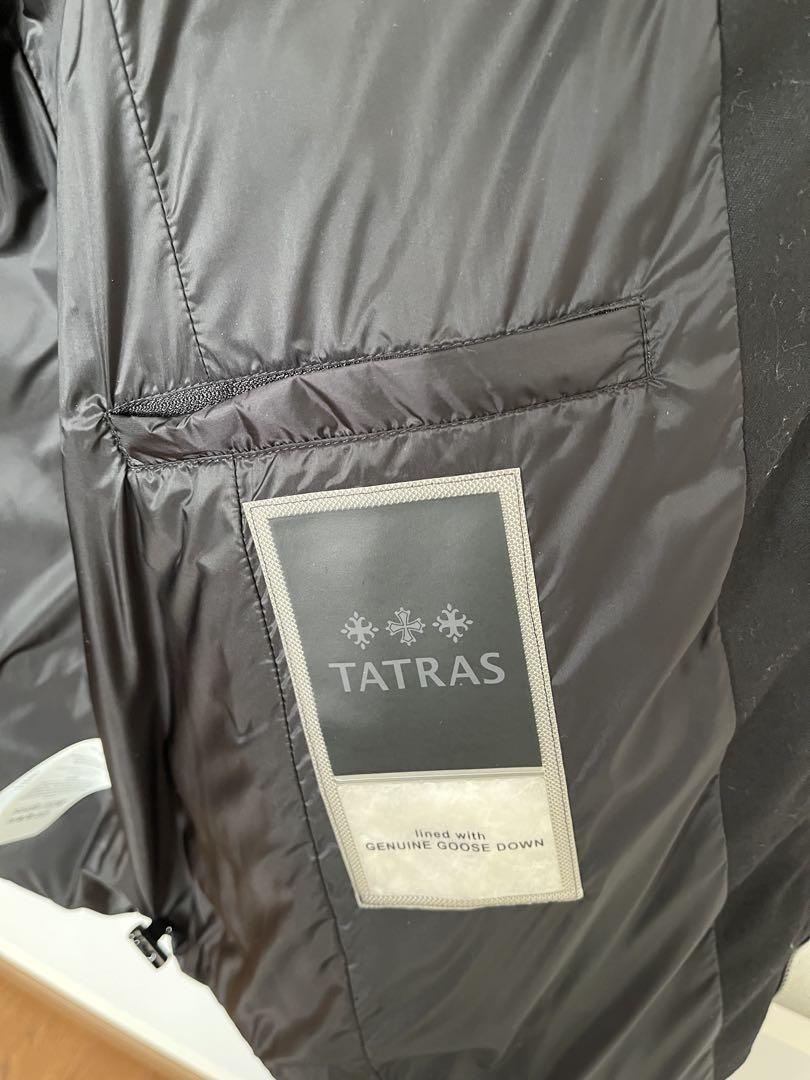 TATRAS
lined with
GENUINE GOOSE DOWN